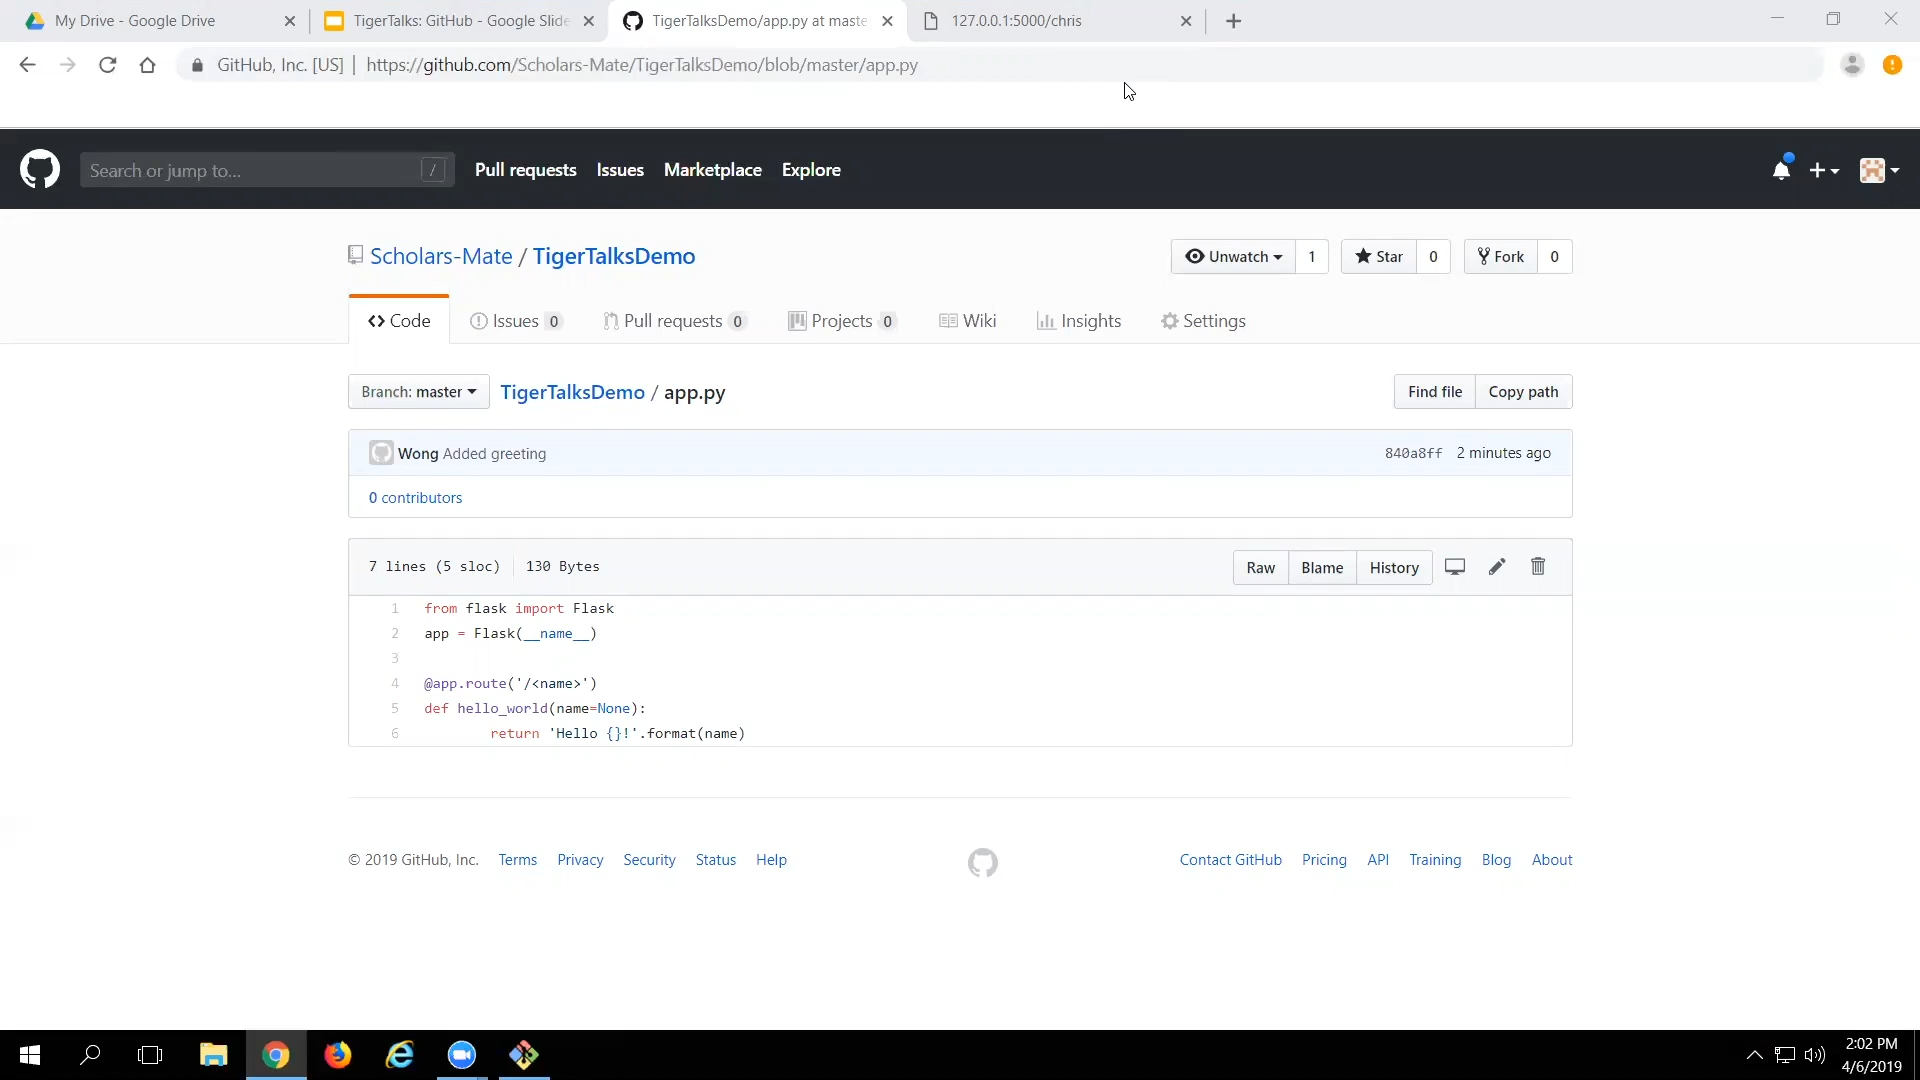 My Drive - Google Drive
TigerTalks: GitHub - Google Slide
TigerTalksDemo/app.py at maste
127.0.0.1:5000/chris
GitHub, Inc. [US] | https://github.com/Scholars-Mate/TigerTalksDemo/blob/master/app.py
Search or jump to... /
Pull requests Issues Marketplace Explore
Scholars-Mate / TigerTalksDemo
Unwatch 1 Star 0 Fork 0
Code Issues 0 Pull requests 0 Projects 0 Wiki Insights Settings
Branch: master TigerTalksDemo / app.py Find file Copy path
Wong Added greeting 840a8ff 2 minutes ago
0 contributors
7 lines (5 sloc) 130 Bytes Raw Blame History
1 from flask import Flask
2 app = Flask(__name__)
3
4 @app.route('/<name>')
5 def hello_world(name=None):
6 return 'Hello {}!'.format(name)
© 2019 GitHub, Inc. Terms Privacy Security Status Help Contact GitHub Pricing API Training Blog About
2:02 PM
4/6/2019